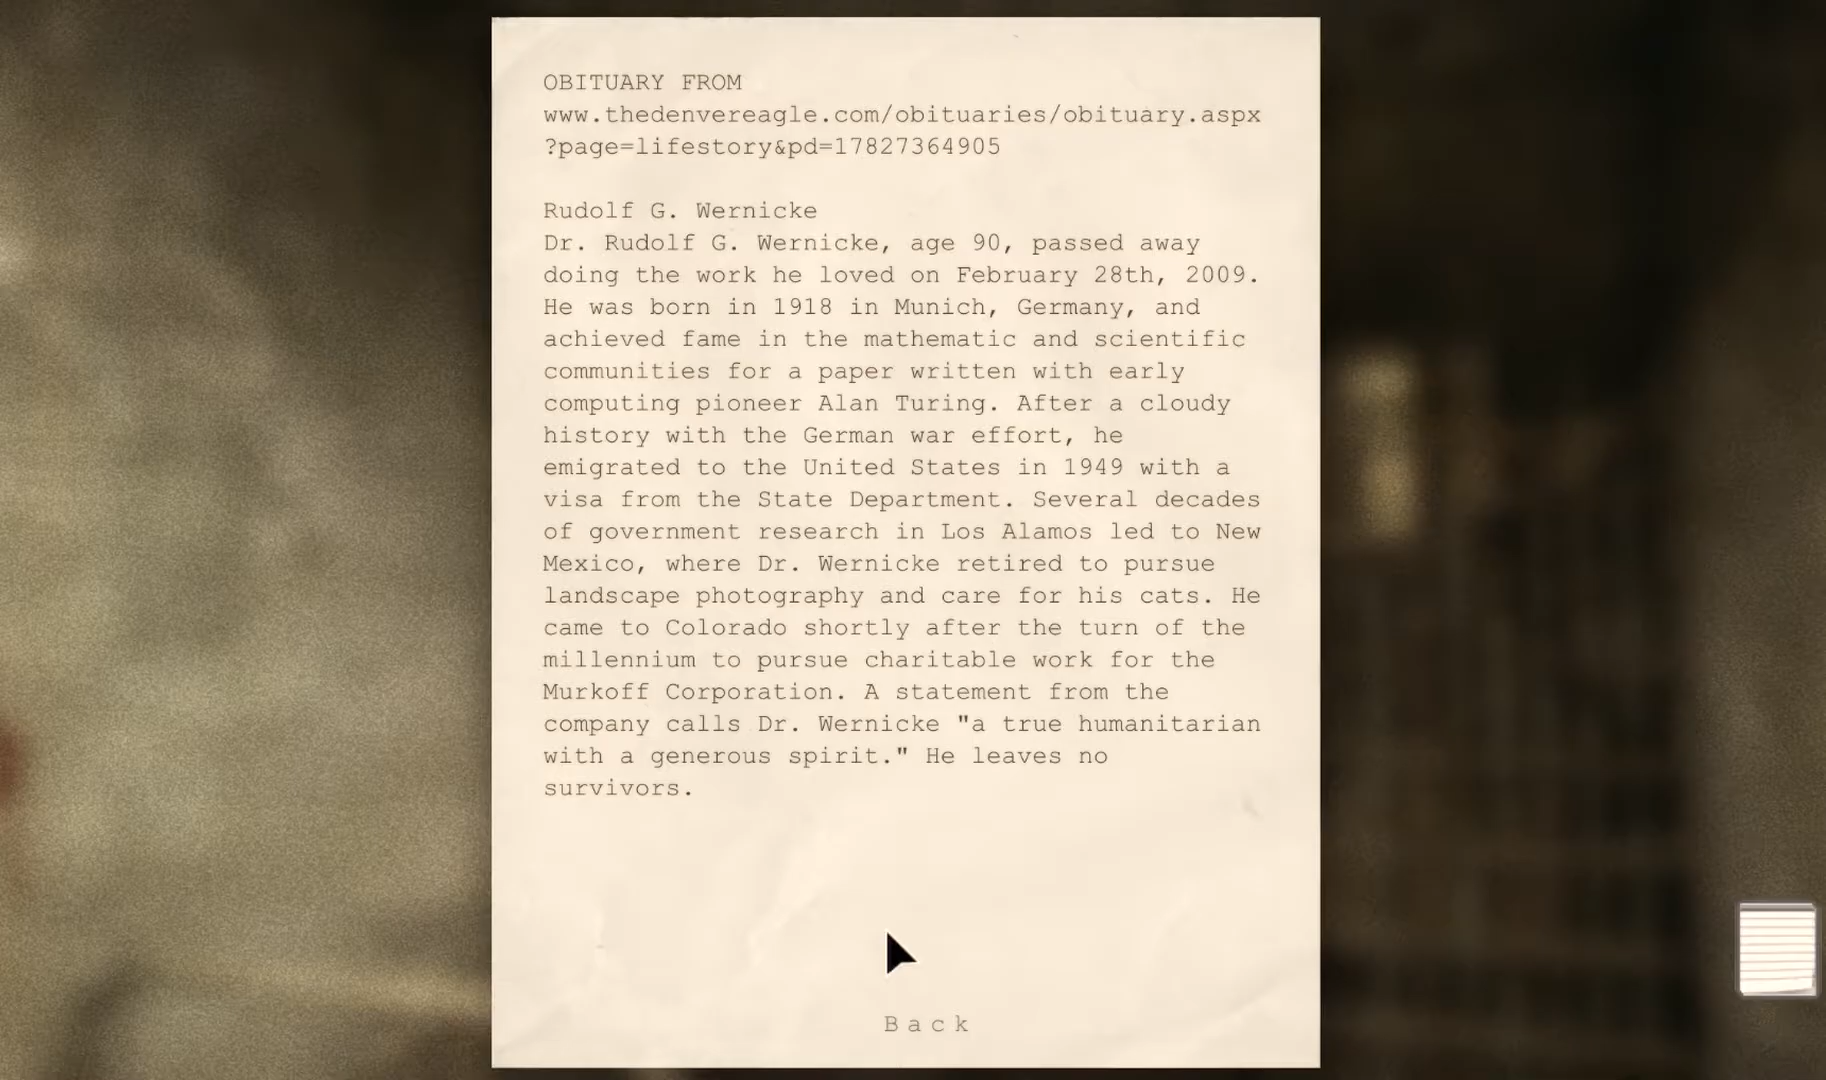 OBITUARY FROM
www.thedenvereagle.com/obituaries/obituary.aspx
?page=lifestory&pd=17827364905
Rudolf G. Wernicke
Dr. Rudolf G. Wernicke, age 90, passed away
doing the work he loved on February 28th, 2009.
He was born in 1918 in Munich, Germany, and
achieved fame in the mathematic and scientific
communities for a paper written with early
computing pioneer Alan Turing. After a cloudy
history with the German war effort, he
emigrated to the United States in 1949 with a
visa from the State Department. Several decades
of government research in Los Alamos led to New
Mexico, where Dr. Wernicke retired to pursue
landscape photography and care for his cats. He
came to Colorado shortly after the turn of the
millennium to pursue charitable work for the
Murkoff Corporation. A statement from the
company calls Dr. Wernicke "a true humanitarian
with a generous spirit." He leaves no
survivors.
Back